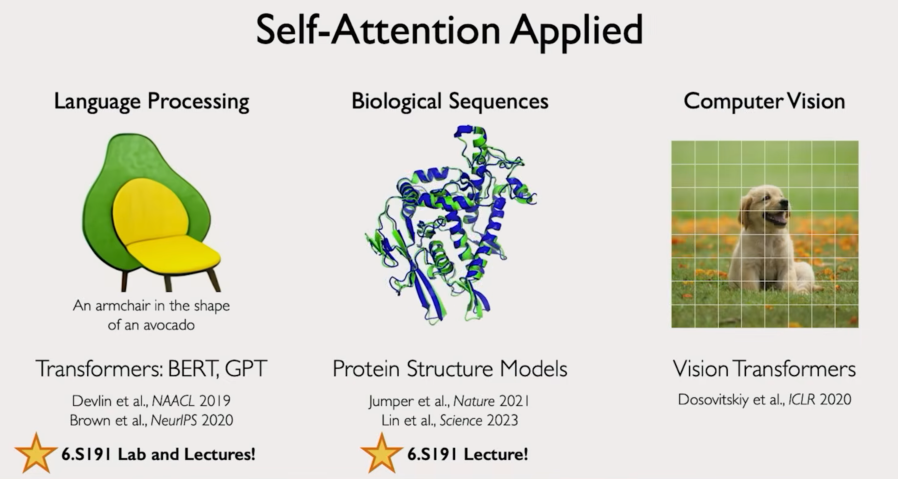 Self-Attention Applied
Language Processing
An armchair in the shape
of an avocado
Transformers: BERT, GPT
Devlin et al., NAACL 2019
Brown et al., NeurIPS 2020
6.S191 Lab and Lectures!
Biological Sequences
Protein Structure Models
Jumper et al., Nature 2021
Lin et al., Science 2023
6.S191 Lecture!
Computer Vision
Vision Transformers
Dosovitskiy et al., ICLR 2020